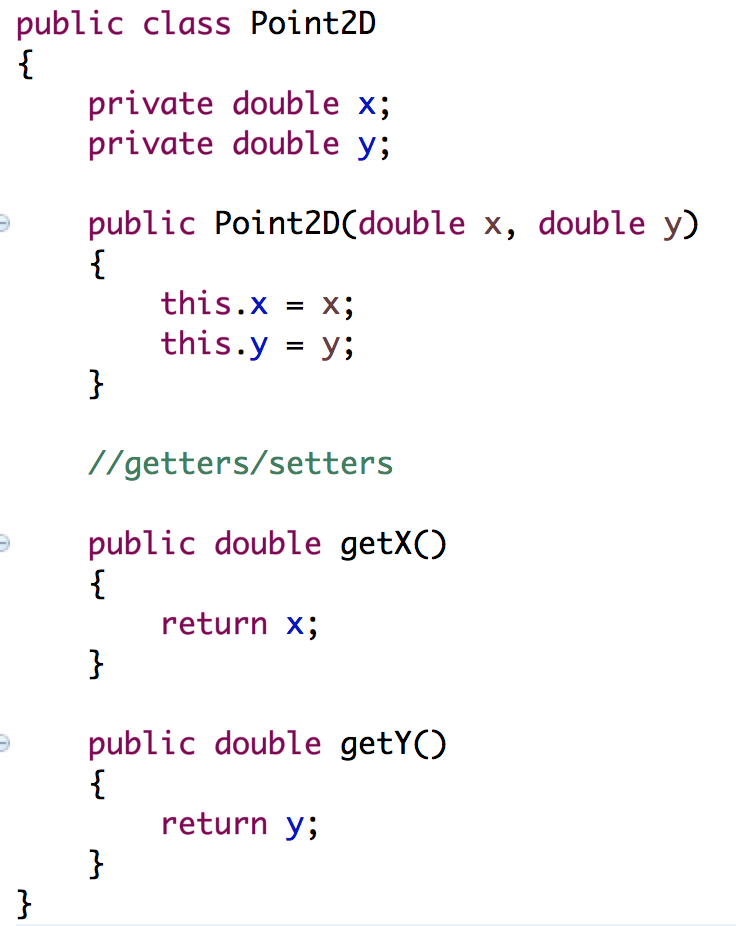 public class Point2D
{
    private double x;
    private double y;

    public Point2D(double x, double y)
    {
        this.x = x;
        this.y = y;
    }

    //getters/setters

    public double getX()
    {
        return x;
    }

    public double getY()
    {
        return y;
    }
}